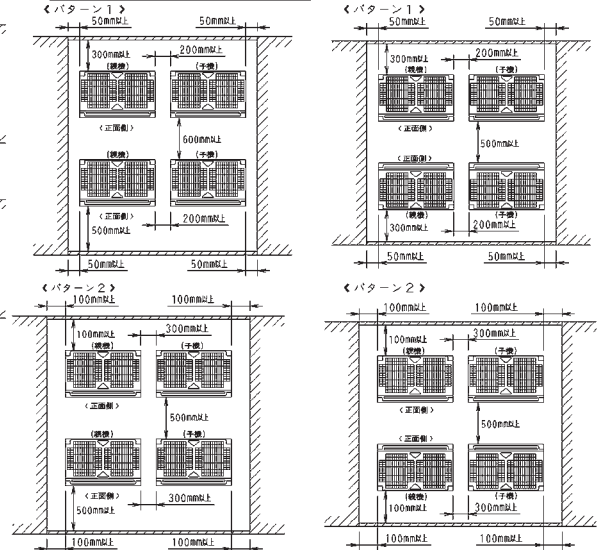 《パターン1》
50mm以上 50mm以上
300mm以上 200mm以上
(親機) (子機)
〈正面側〉
600mm以上
(親機) (子機)
〈正面側〉
500mm以上 200mm以上
50mm以上 50mm以上
《パターン1》
50mm以上 50mm以上
300mm以上 200mm以上
(親機) (子機)
〈正面側〉
500mm以上
〈正面側〉
(親機) (子機)
300mm以上 200mm以上
50mm以上 50mm以上
《パターン2》
100mm以上 100mm以上
100mm以上 300mm以上
(親機) (子機)
〈正面側〉
500mm以上
(親機) (子機)
〈正面側〉
500mm以上 300mm以上
100mm以上 100mm以上
《パターン2》
100mm以上 100mm以上
100mm以上 300mm以上
(親機) (子機)
〈正面側〉
500mm以上
〈正面側〉
(親機) (子機)
100mm以上 300mm以上
100mm以上 100mm以上